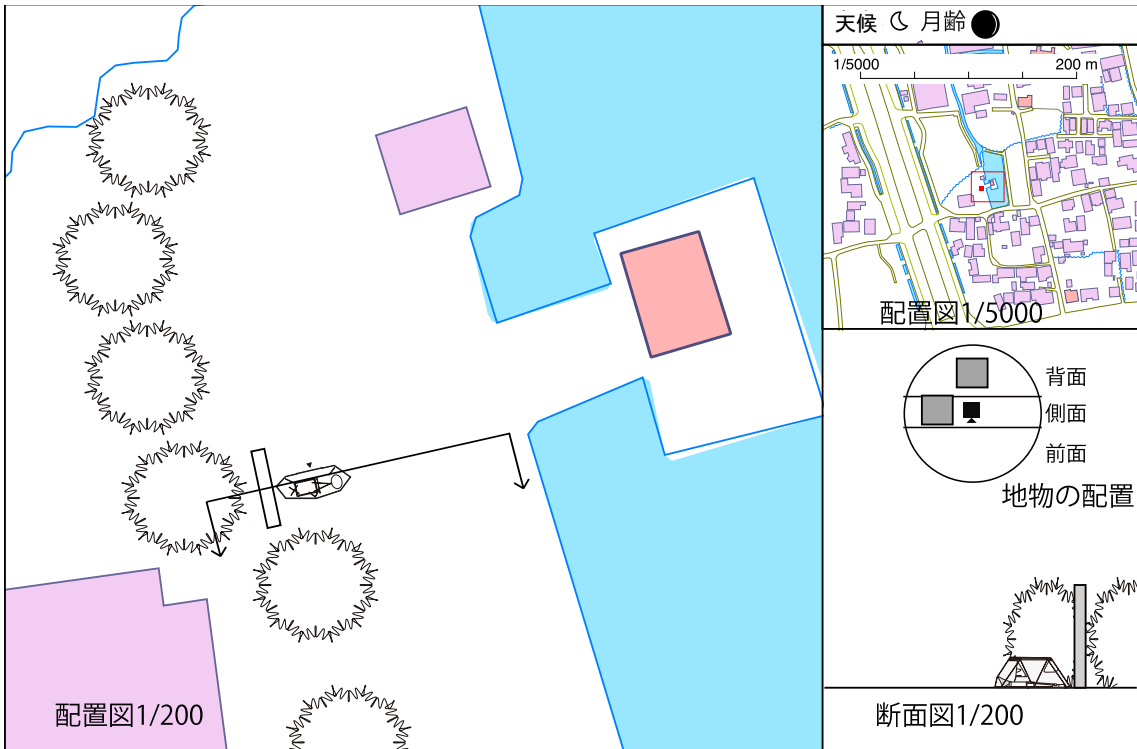 天候 月齢
1/5000 200 m
配置図1/5000
背面
側面
前面
地物の配置
配置図1/200
断面図1/200